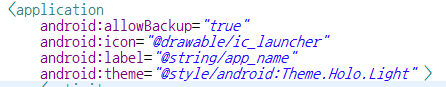 <application
android:allowBackup="true"
android:icon="@drawable/ic_launcher"
android:label="@string/app_name"
android:theme="@style/android:Theme.Holo.Light" >